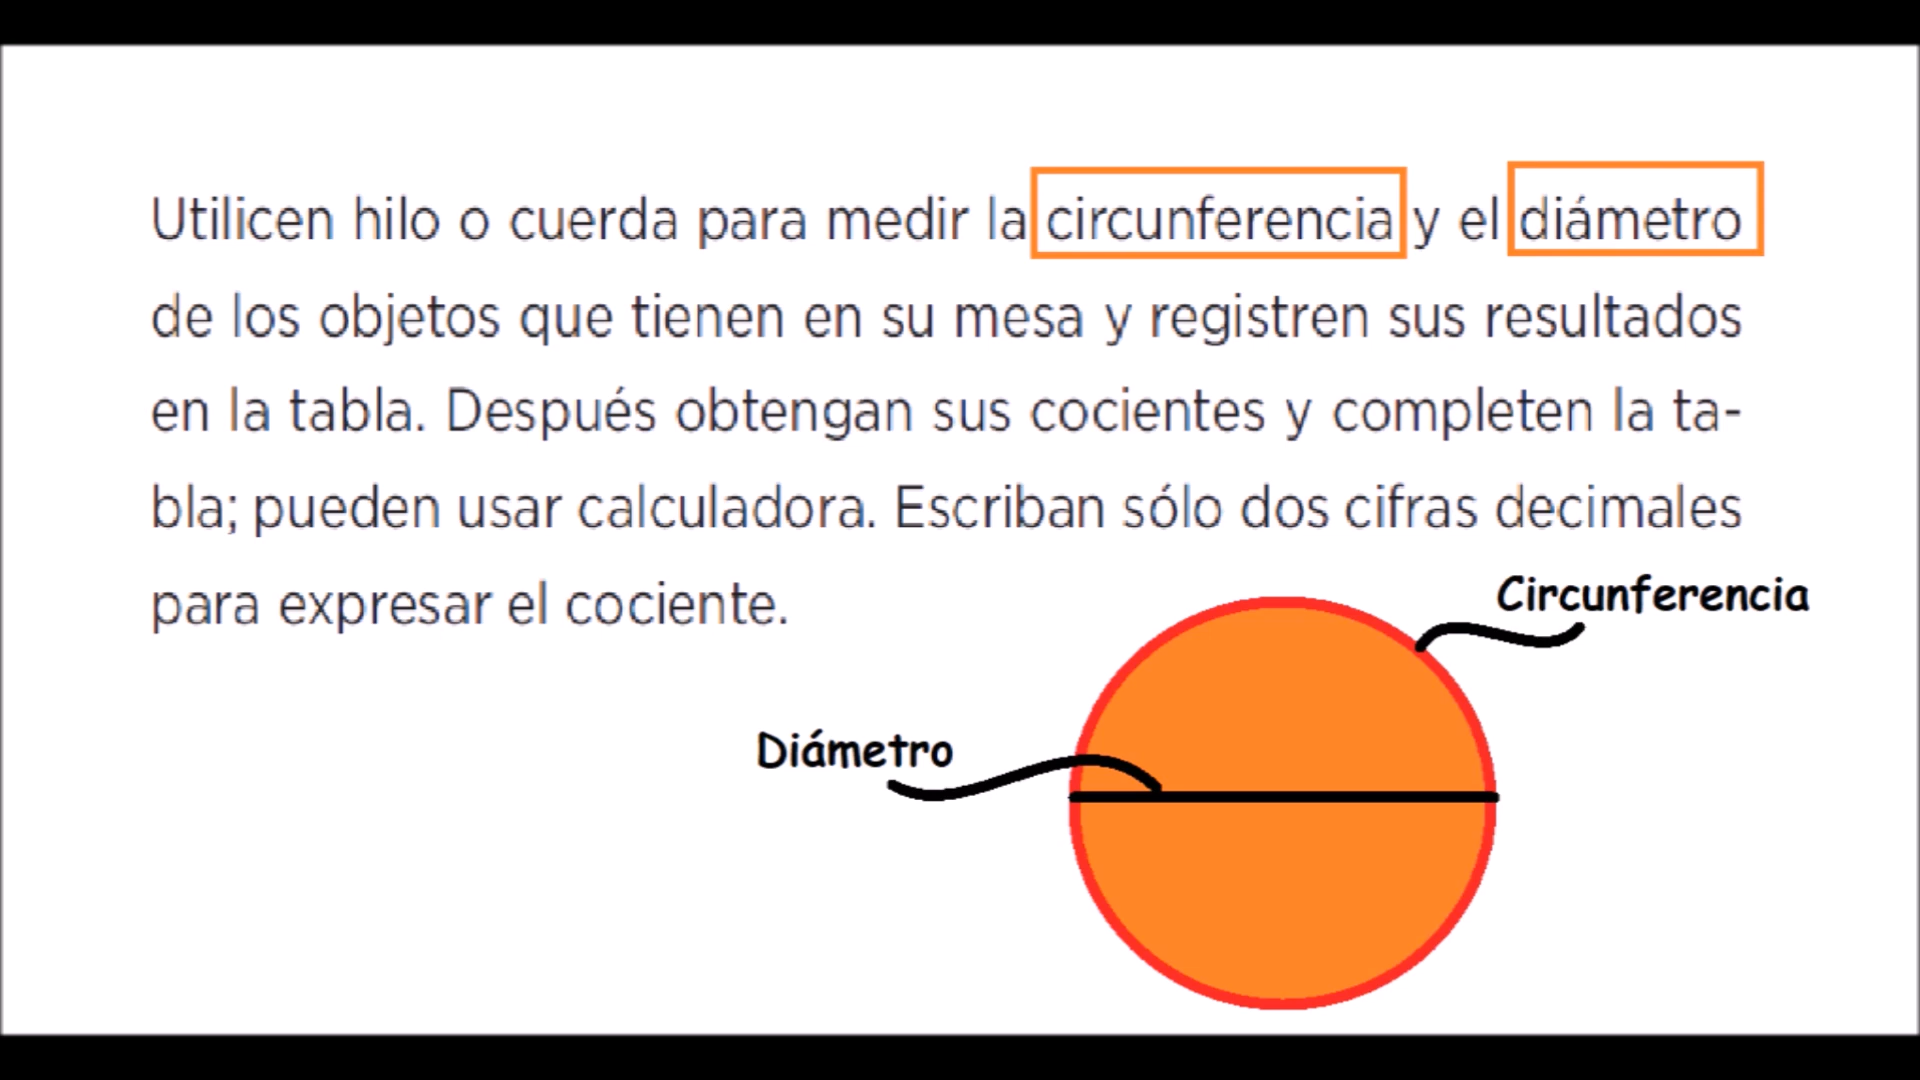 Utilicen hilo o cuerda para medir la circunferencia y el diámetro
de los objetos que tienen en su mesa y registren sus resultados
en la tabla. Después obtengan sus cocientes y completen la ta-
bla; pueden usar calculadora. Escriban sólo dos cifras decimales
para expresar el cociente.
Circunferencia
Diámetro